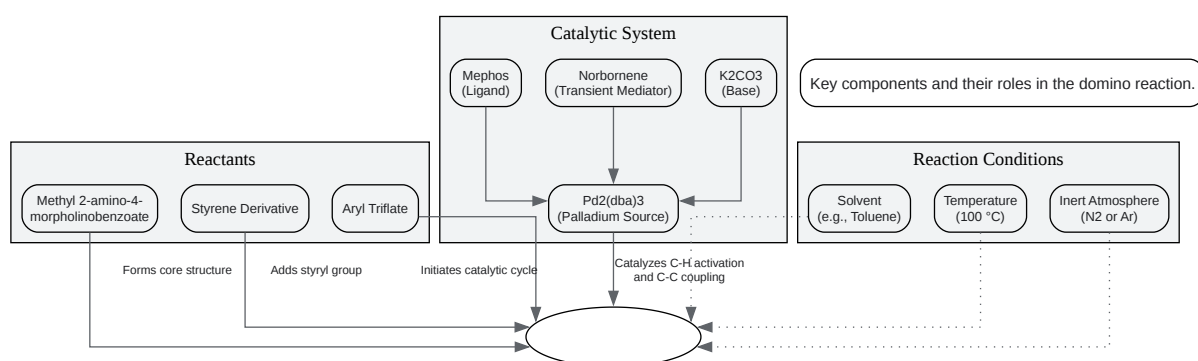 Catalytic System
Mephos
(Ligand)
Norbornene
(Transient Mediator)
K2CO3
(Base)
Key components and their roles in the domino reaction.
Reactants
Methyl 2-amino-4-
morpholinobenzoate
Styrene Derivative
Aryl Triflate
Pd2(dba)3
(Palladium Source)
Reaction Conditions
Solvent
(e.g., Toluene)
Temperature
(100 °C)
Inert Atmosphere
(N2 or Ar)
Forms core structure
Adds styryl group
Initiates catalytic cycle
Catalyzes C-H activation
and C-C coupling